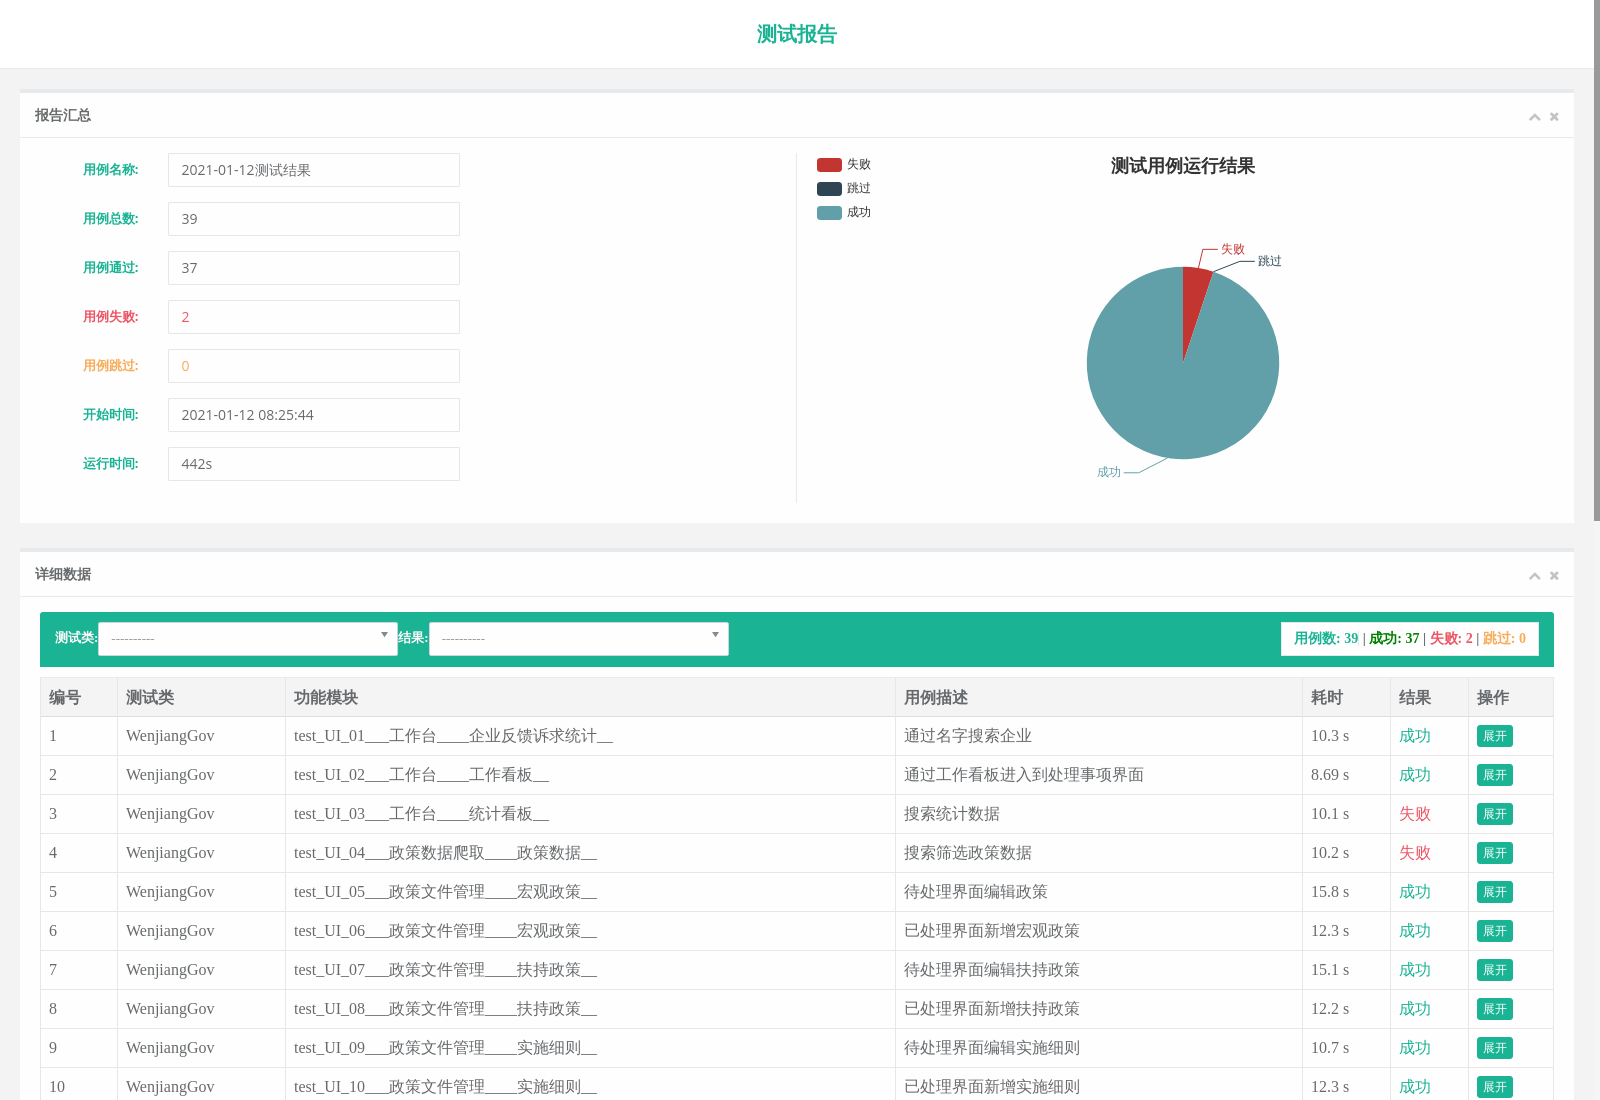 测试报告
报告汇总
用例名称: 2021-01-12测试结果
用例总数: 39
用例通过: 37
用例失败: 2
用例跳过: 0
开始时间: 2021-01-12 08:25:44
运行时间: 442s
失败
跳过
成功
测试用例运行结果
失败
跳过
成功
详细数据
测试类: ---------- 结果: ---------- 用例数: 39 | 成功: 37 | 失败: 2 | 跳过: 0
编号 测试类 功能模块 用例描述 耗时 结果 操作
1 WenjiangGov test_UI_01___工作台____企业反馈诉求统计__ 通过名字搜索企业 10.3 s 成功 展开
2 WenjiangGov test_UI_02___工作台____工作看板__ 通过工作看板进入到处理事项界面 8.69 s 成功 展开
3 WenjiangGov test_UI_03___工作台____统计看板__ 搜索统计数据 10.1 s 失败 展开
4 WenjiangGov test_UI_04___政策数据爬取____政策数据__ 搜索筛选政策数据 10.2 s 失败 展开
5 WenjiangGov test_UI_05___政策文件管理____宏观政策__ 待处理界面编辑政策 15.8 s 成功 展开
6 WenjiangGov test_UI_06___政策文件管理____宏观政策__ 已处理界面新增宏观政策 12.3 s 成功 展开
7 WenjiangGov test_UI_07___政策文件管理____扶持政策__ 待处理界面编辑扶持政策 15.1 s 成功 展开
8 WenjiangGov test_UI_08___政策文件管理____扶持政策__ 已处理界面新增扶持政策 12.2 s 成功 展开
9 WenjiangGov test_UI_09___政策文件管理____实施细则__ 待处理界面编辑实施细则 10.7 s 成功 展开
10 WenjiangGov test_UI_10___政策文件管理____实施细则__ 已处理界面新增实施细则 12.3 s 成功 展开